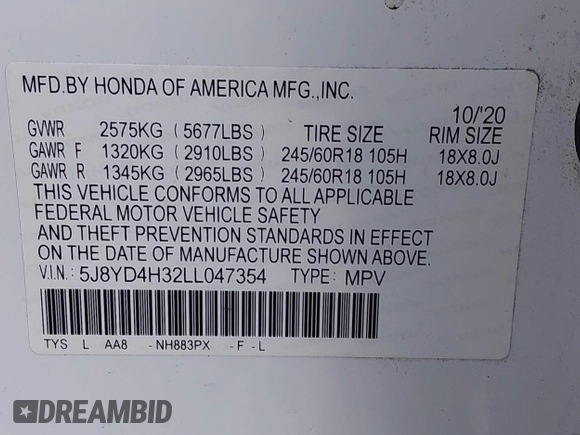 MFD.BY HONDA OF AMERICA MFG.,INC.
10/'20
GVWR 2575KG (5677LBS) TIRE SIZE RIM SIZE
GAWR F 1320KG (2910LBS) 245/60R18 105H 18X8.0J
GAWR R 1345KG (2965LBS) 245/60R18 105H 18X8.0J
THIS VEHICLE CONFORMS TO ALL APPLICABLE
FEDERAL MOTOR VEHICLE SAFETY
AND THEFT PREVENTION STANDARDS IN EFFECT
ON THE DATE OF MANUFACTURE SHOWN ABOVE.
V.I.N: 5J8YD4H32LL047354 TYPE: MPV
TYS L AA8 -NH883PX -F-L
DREAMBID